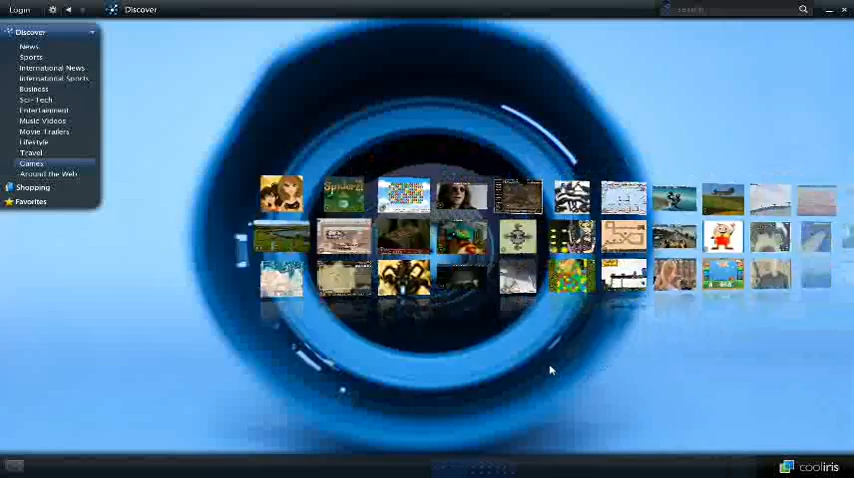 Login
Discover
Search
Discover
News
Sports
International News
International Sports
Business
Sci-Tech
Entertainment
Music Videos
Movie Trailers
Lifestyle
Travel
Games
Around the Web
Shopping
Favorites
cooliris